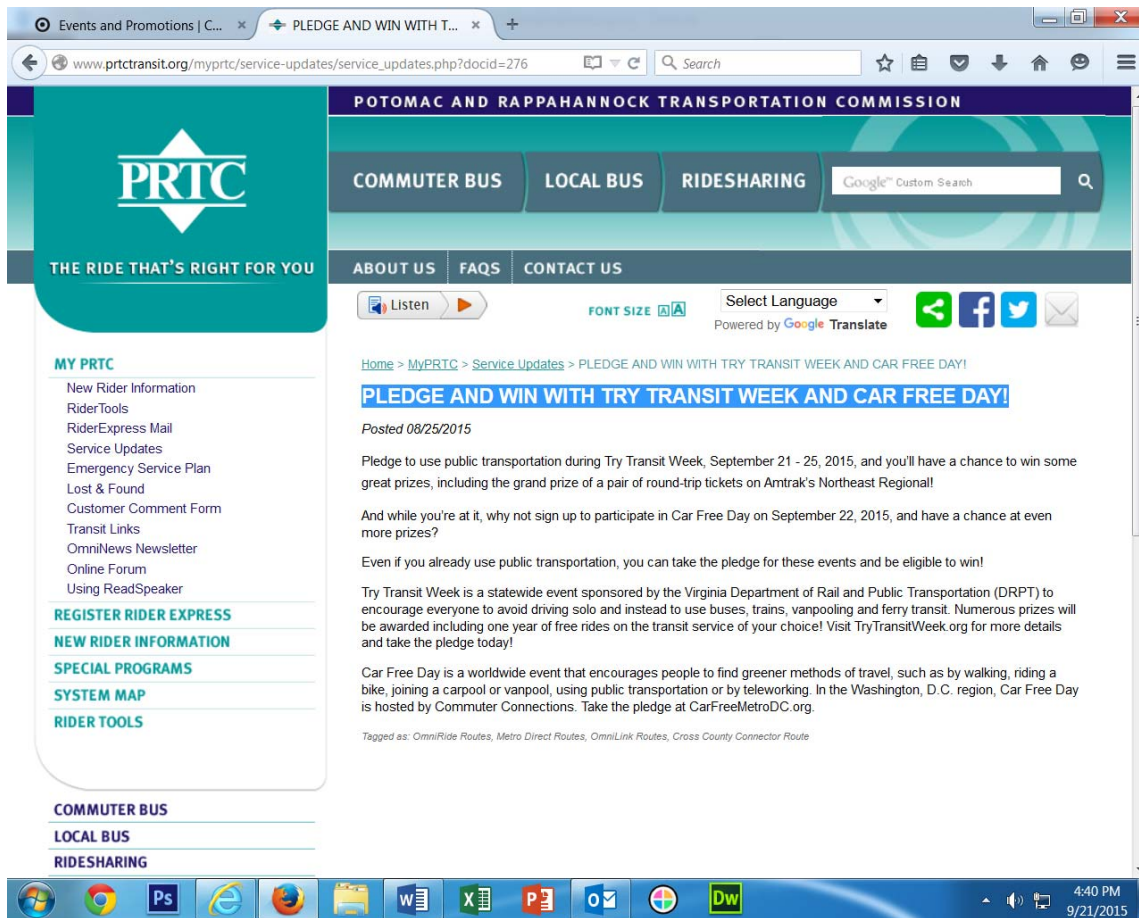 Events and Promotions | C...
PLEDGE AND WIN WITH T...
www.prtctransit.org/myprtc/service-updates/service_updates.php?docid=276
Search
POTOMAC AND RAPPAHANNOCK TRANSPORTATION COMMISSION
PRTC
COMMUTER BUS
LOCAL BUS
RIDESHARING
Google™ Custom Search
THE RIDE THAT'S RIGHT FOR YOU
ABOUT US
FAQS
CONTACT US
Listen
FONT SIZE A A
Select Language
Powered by Google Translate
MY PRTC
New Rider Information
RiderTools
RiderExpress Mail
Service Updates
Emergency Service Plan
Lost & Found
Customer Comment Form
Transit Links
OmniNews Newsletter
Online Forum
Using ReadSpeaker
REGISTER RIDER EXPRESS
NEW RIDER INFORMATION
SPECIAL PROGRAMS
SYSTEM MAP
RIDER TOOLS
COMMUTER BUS
LOCAL BUS
RIDESHARING
Home > MyPRTC > Service Updates > PLEDGE AND WIN WITH TRY TRANSIT WEEK AND CAR FREE DAY!
PLEDGE AND WIN WITH TRY TRANSIT WEEK AND CAR FREE DAY!
Posted 08/25/2015
Pledge to use public transportation during Try Transit Week, September 21 - 25, 2015, and you'll have a chance to win some
great prizes, including the grand prize of a pair of round-trip tickets on Amtrak's Northeast Regional!
And while you're at it, why not sign up to participate in Car Free Day on September 22, 2015, and have a chance at even
more prizes?
Even if you already use public transportation, you can take the pledge for these events and be eligible to win!
Try Transit Week is a statewide event sponsored by the Virginia Department of Rail and Public Transportation (DRPT) to
encourage everyone to avoid driving solo and instead to use buses, trains, vanpooling and ferry transit. Numerous prizes will
be awarded including one year of free rides on the transit service of your choice! Visit TryTransitWeek.org for more details
and take the pledge today!
Car Free Day is a worldwide event that encourages people to find greener methods of travel, such as by walking, riding a
bike, joining a carpool or vanpool, using public transportation or by teleworking. In the Washington, D.C. region, Car Free Day
is hosted by Commuter Connections. Take the pledge at CarFreeMetroDC.org.
Tagged as: OmniRide Routes, Metro Direct Routes, OmniLink Routes, Cross County Connector Route
Ps
Dw
4:40 PM
9/21/2015